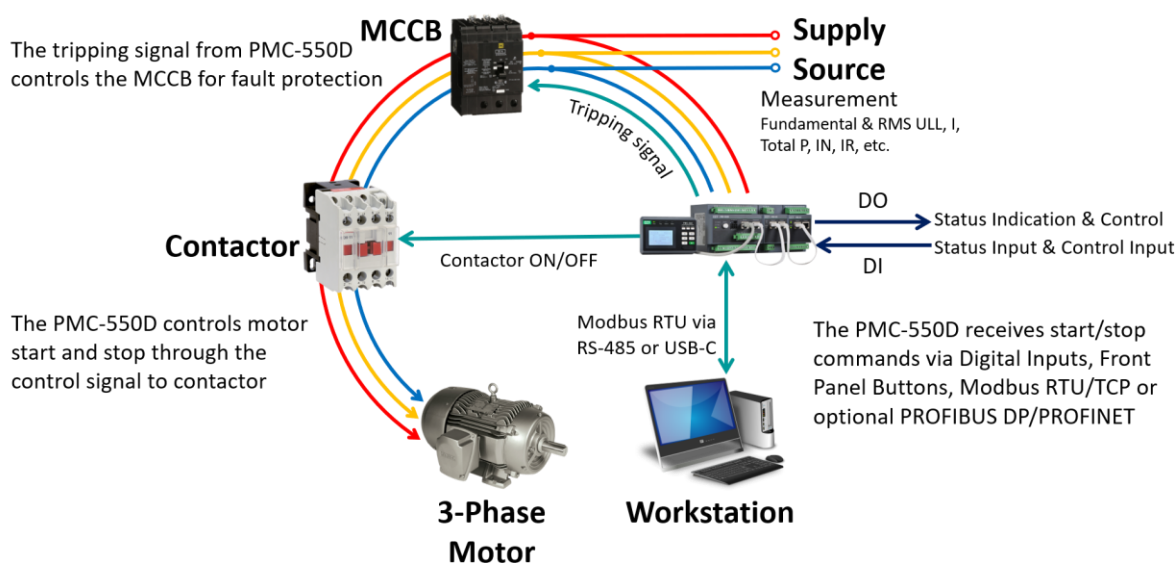 MCCB
The tripping signal from PMC-550D
controls the MCCB for fault protection
Supply
Source
Measurement
Fundamental & RMS ULL, I,
Total P, IN, IR, etc.
Tripping signal
DO
Status Indication & Control
Status Input & Control Input
DI
Contactor
Contactor ON/OFF
The PMC-550D controls motor
start and stop through the
control signal to contactor
Modbus RTU via
RS-485 or USB-C
The PMC-550D receives start/stop
commands via Digital Inputs, Front
Panel Buttons, Modbus RTU/TCP or
optional PROFIBUS DP/PROFINET
3-Phase
Motor
Workstation